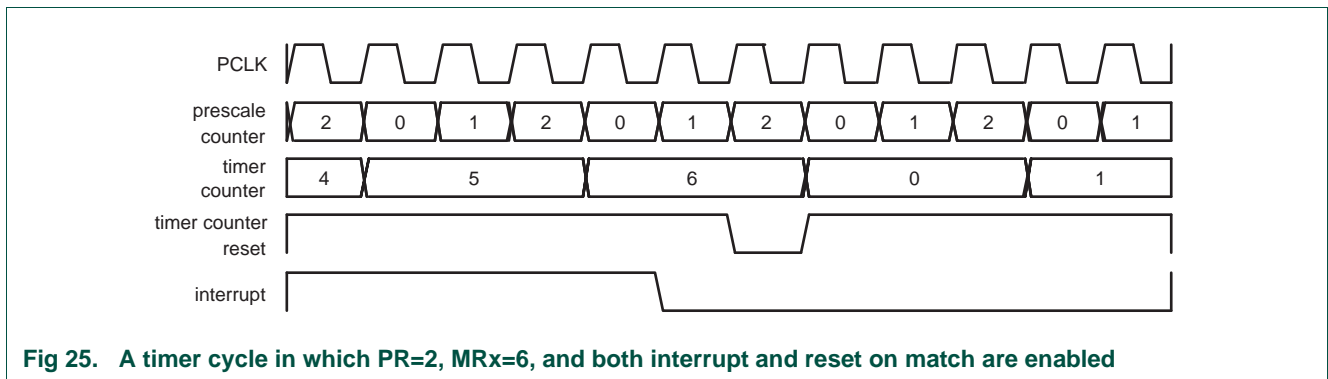 PCLK
prescale
counter
2 0 1 2 0 1 2 0 1 2 0 1
timer
counter
4 5 6 0 1
timer counter
reset
interrupt
Fig 25. A timer cycle in which PR=2, MRx=6, and both interrupt and reset on match are enabled